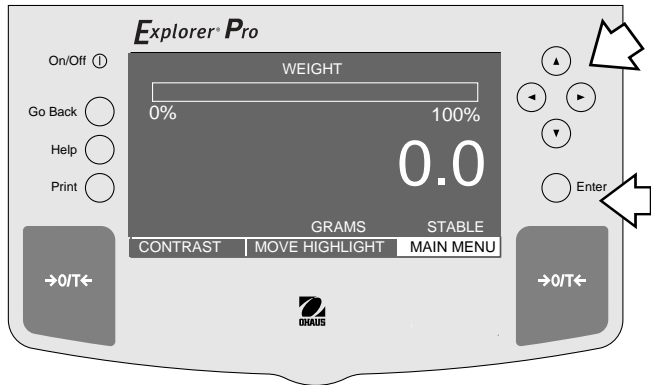 Explorer® Pro
On/Off
Go Back
Help
Print
WEIGHT
0% 100%
0.0
GRAMS STABLE
CONTRAST MOVE HIGHLIGHT MAIN MENU
Enter
→0/T← →0/T←
OHAUS